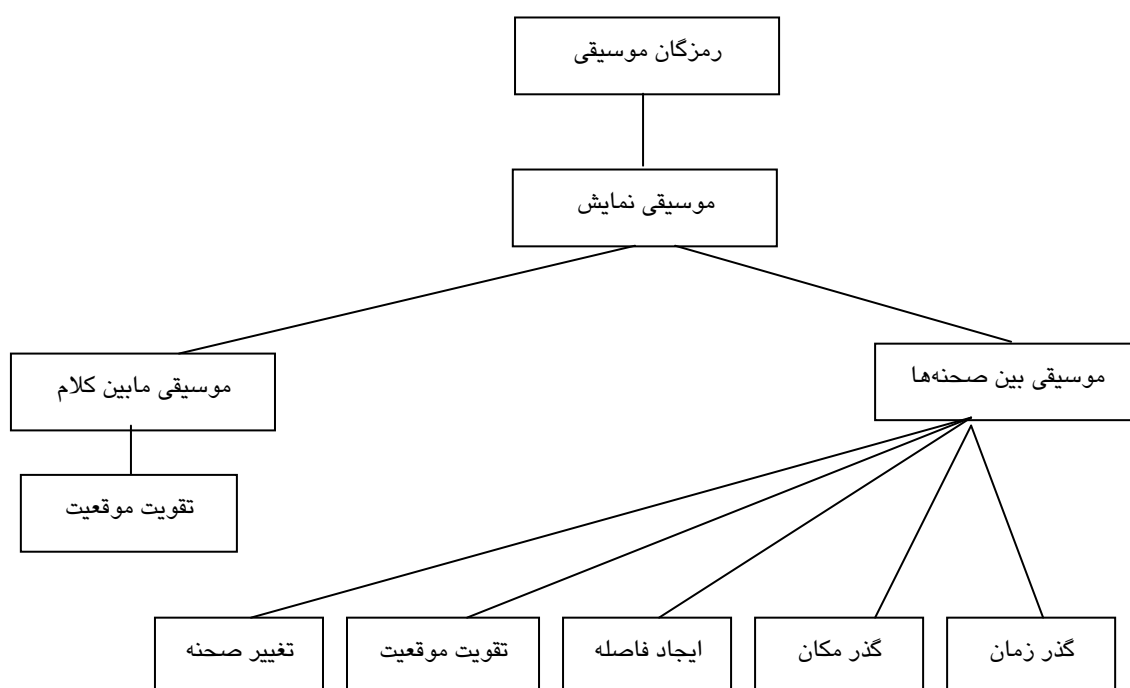 رمزگان موسیقی
موسیقی نمایش
موسیقی بین صحنه‌ها
موسیقی مابین کلام
تقویت موقعیت
گذر زمان
گذر مکان
ایجاد فاصله
تقویت موقعیت
تغییر صحنه